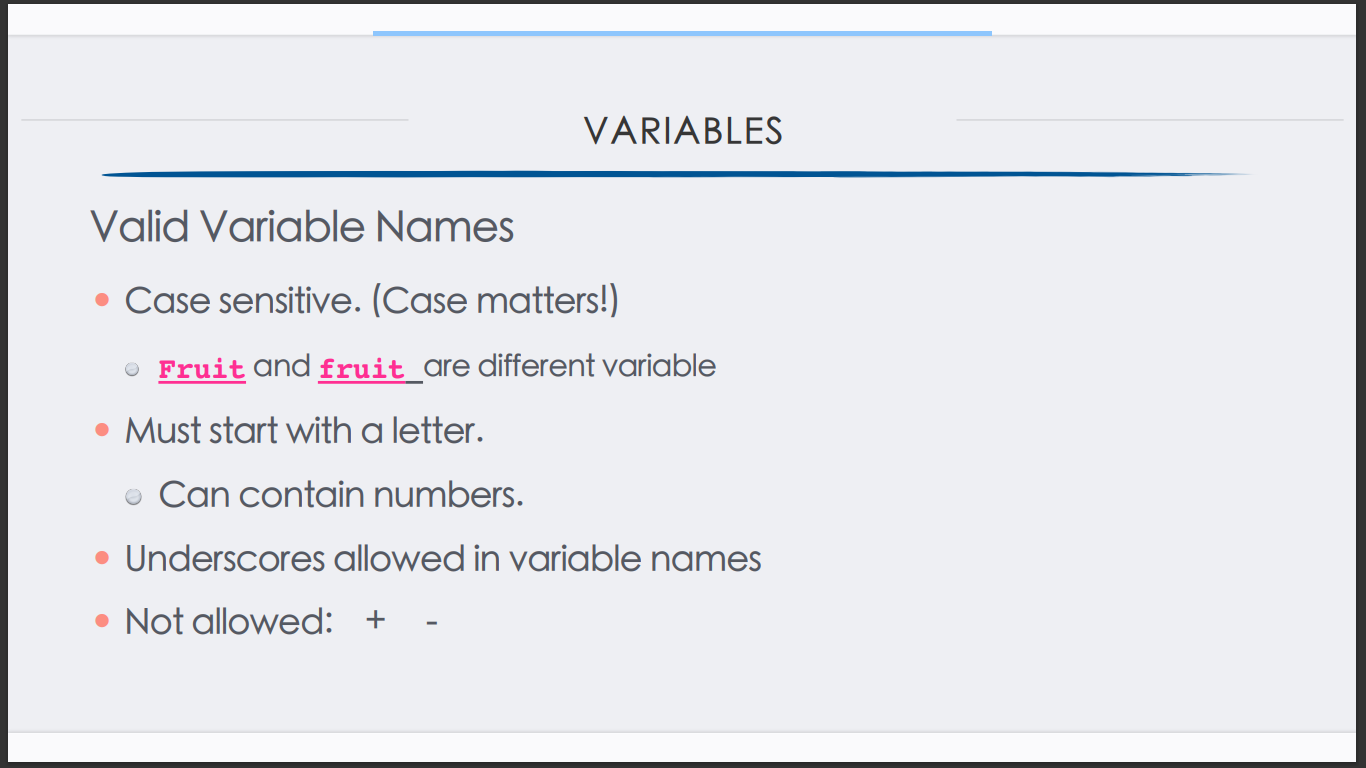 VARIABLES
Valid Variable Names
Case sensitive. (Case matters!)
Fruit and fruit are different variable
Must start with a letter.
Can contain numbers.
Underscores allowed in variable names
Not allowed: + -